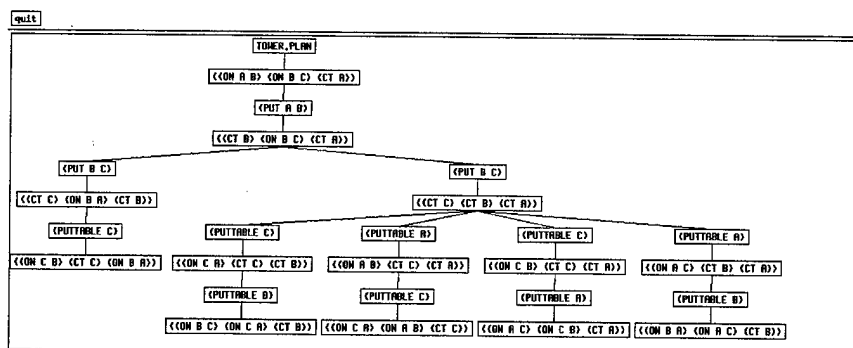 quit
TOWER.PLAN
((ON A B) (ON B C) (CT A))
(PUT A B)
((CT B) (ON B C) (CT A))
(PUT B C) (PUT B C)
((CT C) (ON B A) (CT B)) ((CT C) (CT B) (CT A))
(PUTTABLE C) (PUTTABLE C) (PUTTABLE A) (PUTTABLE C) (PUTTABLE A)
((ON C B) (CT C) (ON B A)) ((ON C A) (CT C) (CT B)) ((ON A B) (CT C) (CT A)) ((ON C B) (CT C) (CT A)) ((ON A C) (CT B) (CT A))
(PUTTABLE B) (PUTTABLE C) (PUTTABLE A) (PUTTABLE B)
((ON B C) (ON C A) (CT B)) ((ON C A) (ON A B) (CT C)) ((ON A C) (ON C B) (CT A)) ((ON B A) (ON A C) (CT B))